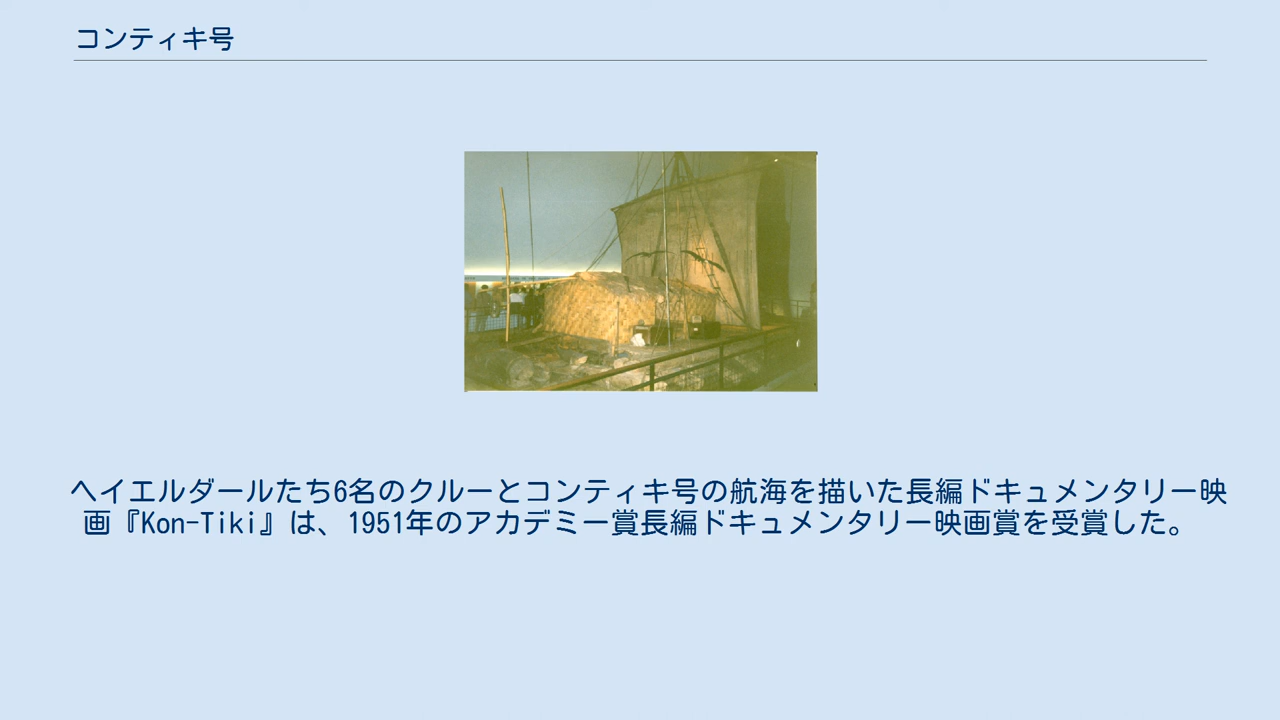 コンティキ号
ヘイエルダールたち6名のクルーとコンティキ号の航海を描いた長編ドキュメンタリー映
画『Kon-Tiki』は、1951年のアカデミー賞長編ドキュメンタリー映画賞を受賞した。